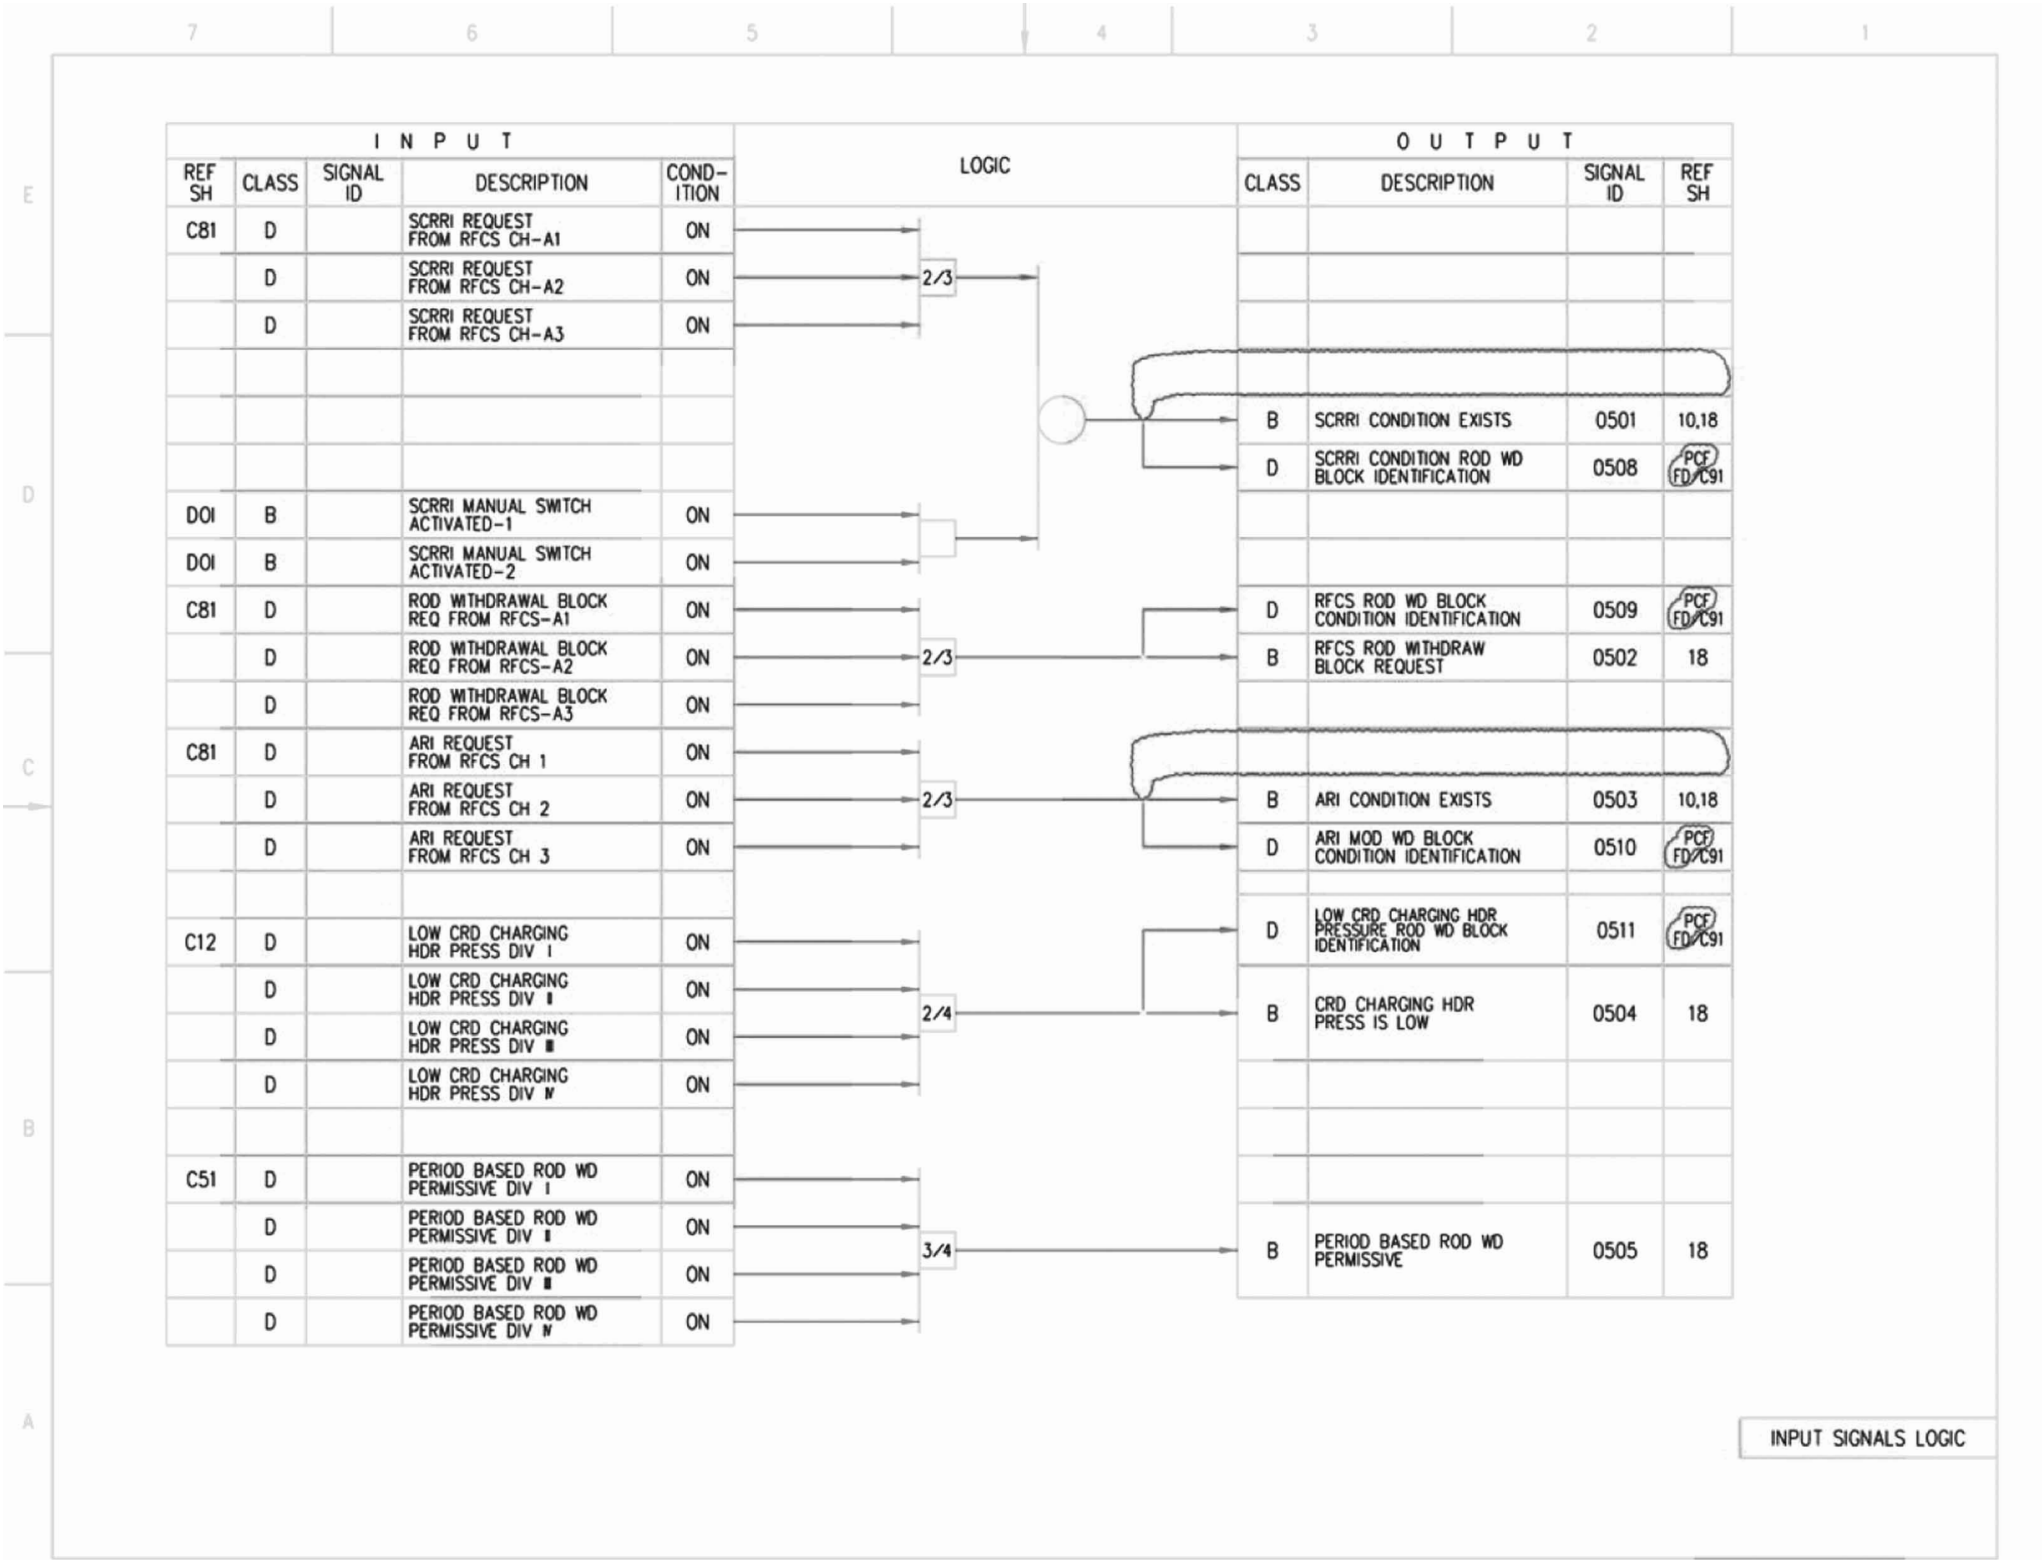 7 6 5 4 3 2 1
I N P U T
O U T P U T
LOGIC
REF SH CLASS SIGNAL ID DESCRIPTION COND-ITION
CLASS DESCRIPTION SIGNAL ID REF SH
E
C81 D SCRRI REQUEST
FROM RFCS CH-A1 ON
D SCRRI REQUEST
FROM RFCS CH-A2 ON 2/3
D SCRRI REQUEST
FROM RFCS CH-A3 ON
B SCRRI CONDITION EXISTS 0501 10,18
D
D SCRRI CONDITION ROD WD
BLOCK IDENTIFICATION 0508 PCF
FD/C91
DOI B SCRRI MANUAL SWITCH
ACTIVATED-1 ON
DOI B SCRRI MANUAL SWITCH
ACTIVATED-2 ON
C81 D ROD WITHDRAWAL BLOCK
REQ FROM RFCS-A1 ON
D RFCS ROD WD BLOCK
CONDITION IDENTIFICATION 0509 PCF
FD/C91
D ROD WITHDRAWAL BLOCK
REQ FROM RFCS-A2 ON 2/3
B RFCS ROD WITHDRAW
BLOCK REQUEST 0502 18
D ROD WITHDRAWAL BLOCK
REQ FROM RFCS-A3 ON
C
C81 D ARI REQUEST
FROM RFCS CH 1 ON
D ARI REQUEST
FROM RFCS CH 2 ON 2/3
B ARI CONDITION EXISTS 0503 10,18
D ARI REQUEST
FROM RFCS CH 3 ON
D ARI MOD WD BLOCK
CONDITION IDENTIFICATION 0510 PCF
FD/C91
C12 D LOW CRD CHARGING
HDR PRESS DIV I ON
D LOW CRD CHARGING HDR
PRESSURE ROD WD BLOCK
IDENTIFICATION 0511 PCF
FD/C91
D LOW CRD CHARGING
HDR PRESS DIV II ON
2/4
B CRD CHARGING HDR
PRESS IS LOW 0504 18
D LOW CRD CHARGING
HDR PRESS DIV III ON
D LOW CRD CHARGING
HDR PRESS DIV IV ON
B
C51 D PERIOD BASED ROD WD
PERMISSIVE DIV I ON
D PERIOD BASED ROD WD
PERMISSIVE DIV II ON
3/4
B PERIOD BASED ROD WD
PERMISSIVE 0505 18
D PERIOD BASED ROD WD
PERMISSIVE DIV III ON
D PERIOD BASED ROD WD
PERMISSIVE DIV IV ON
A
INPUT SIGNALS LOGIC